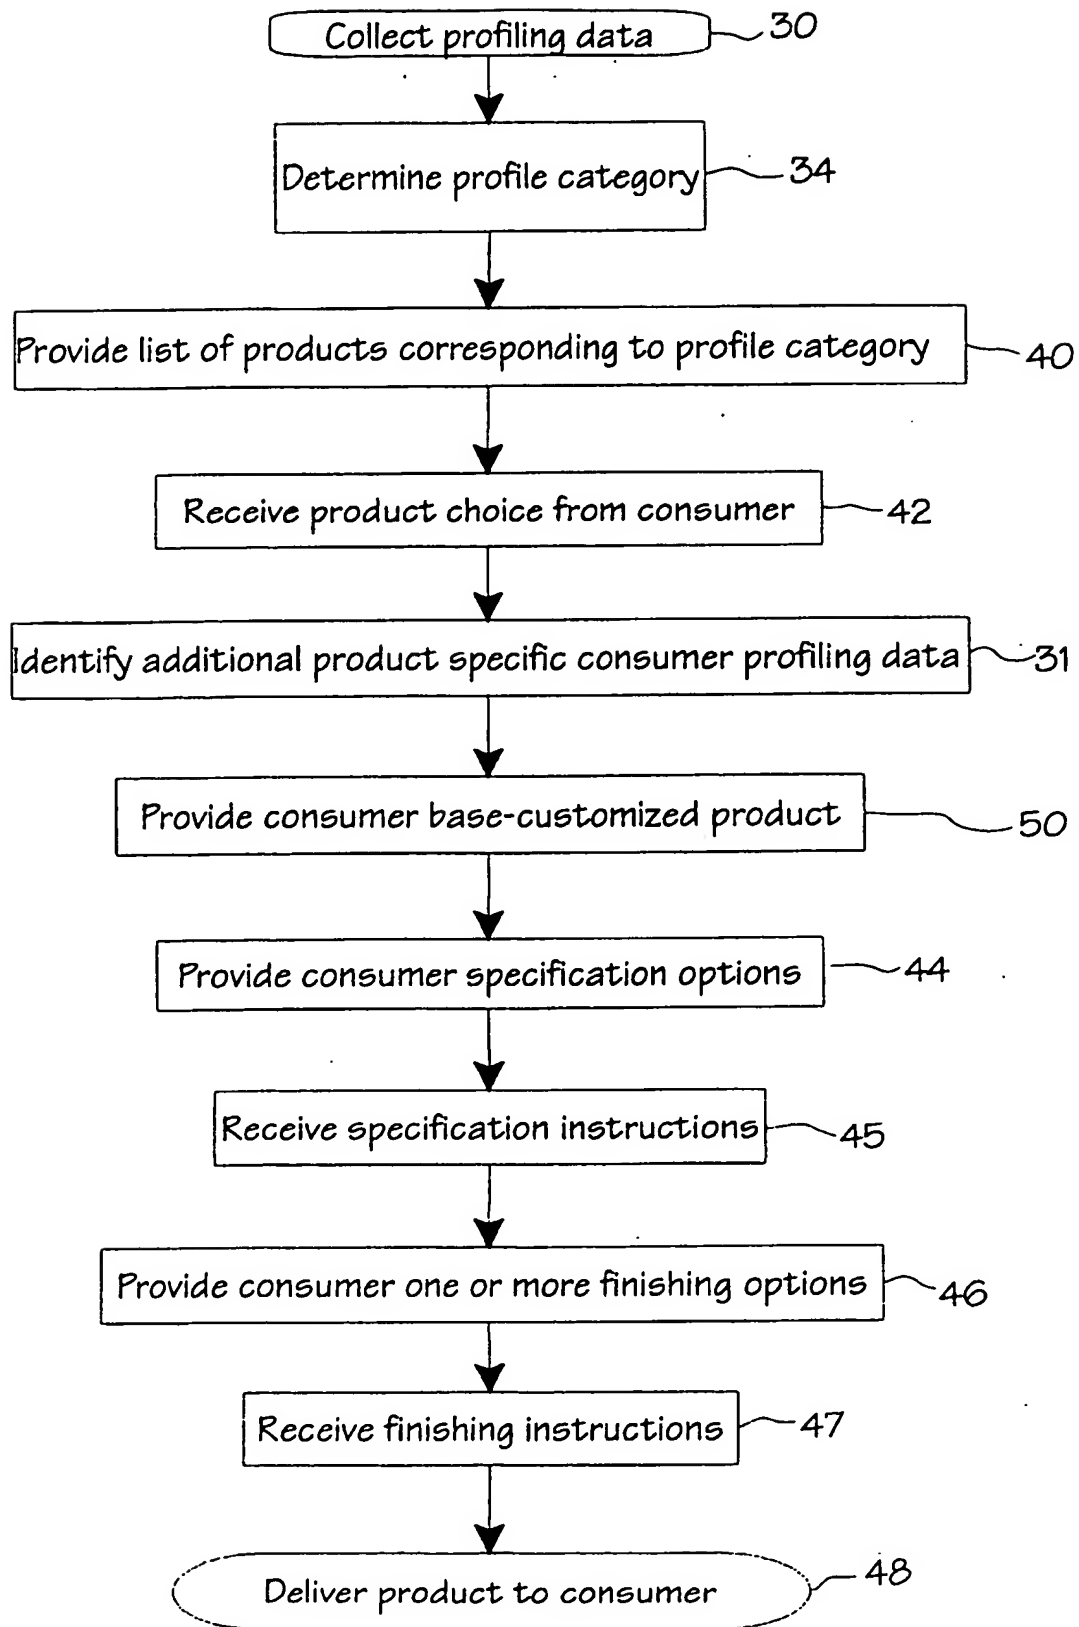 Collect profiling data 30
Determine profile category 34
Provide list of products corresponding to profile category 40
Receive product choice from consumer 42
Identify additional product specific consumer profiling data 31
Provide consumer base-customized product 50
Provide consumer specification options 44
Receive specification instructions 45
Provide consumer one or more finishing options 46
Receive finishing instructions 47
Deliver product to consumer 48